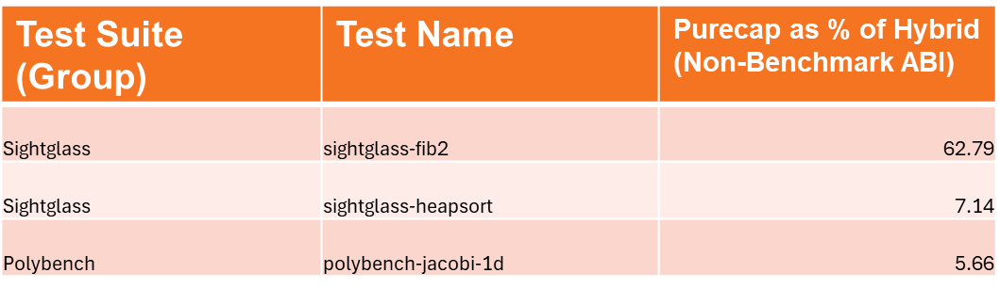 Test Suite
(Group)
Test Name
Purecap as % of Hybrid
(Non-Benchmark ABI)
Sightglass
sightglass-fib2
62.79
Sightglass
sightglass-heapsort
7.14
Polybench
polybench-jacobi-1d
5.66